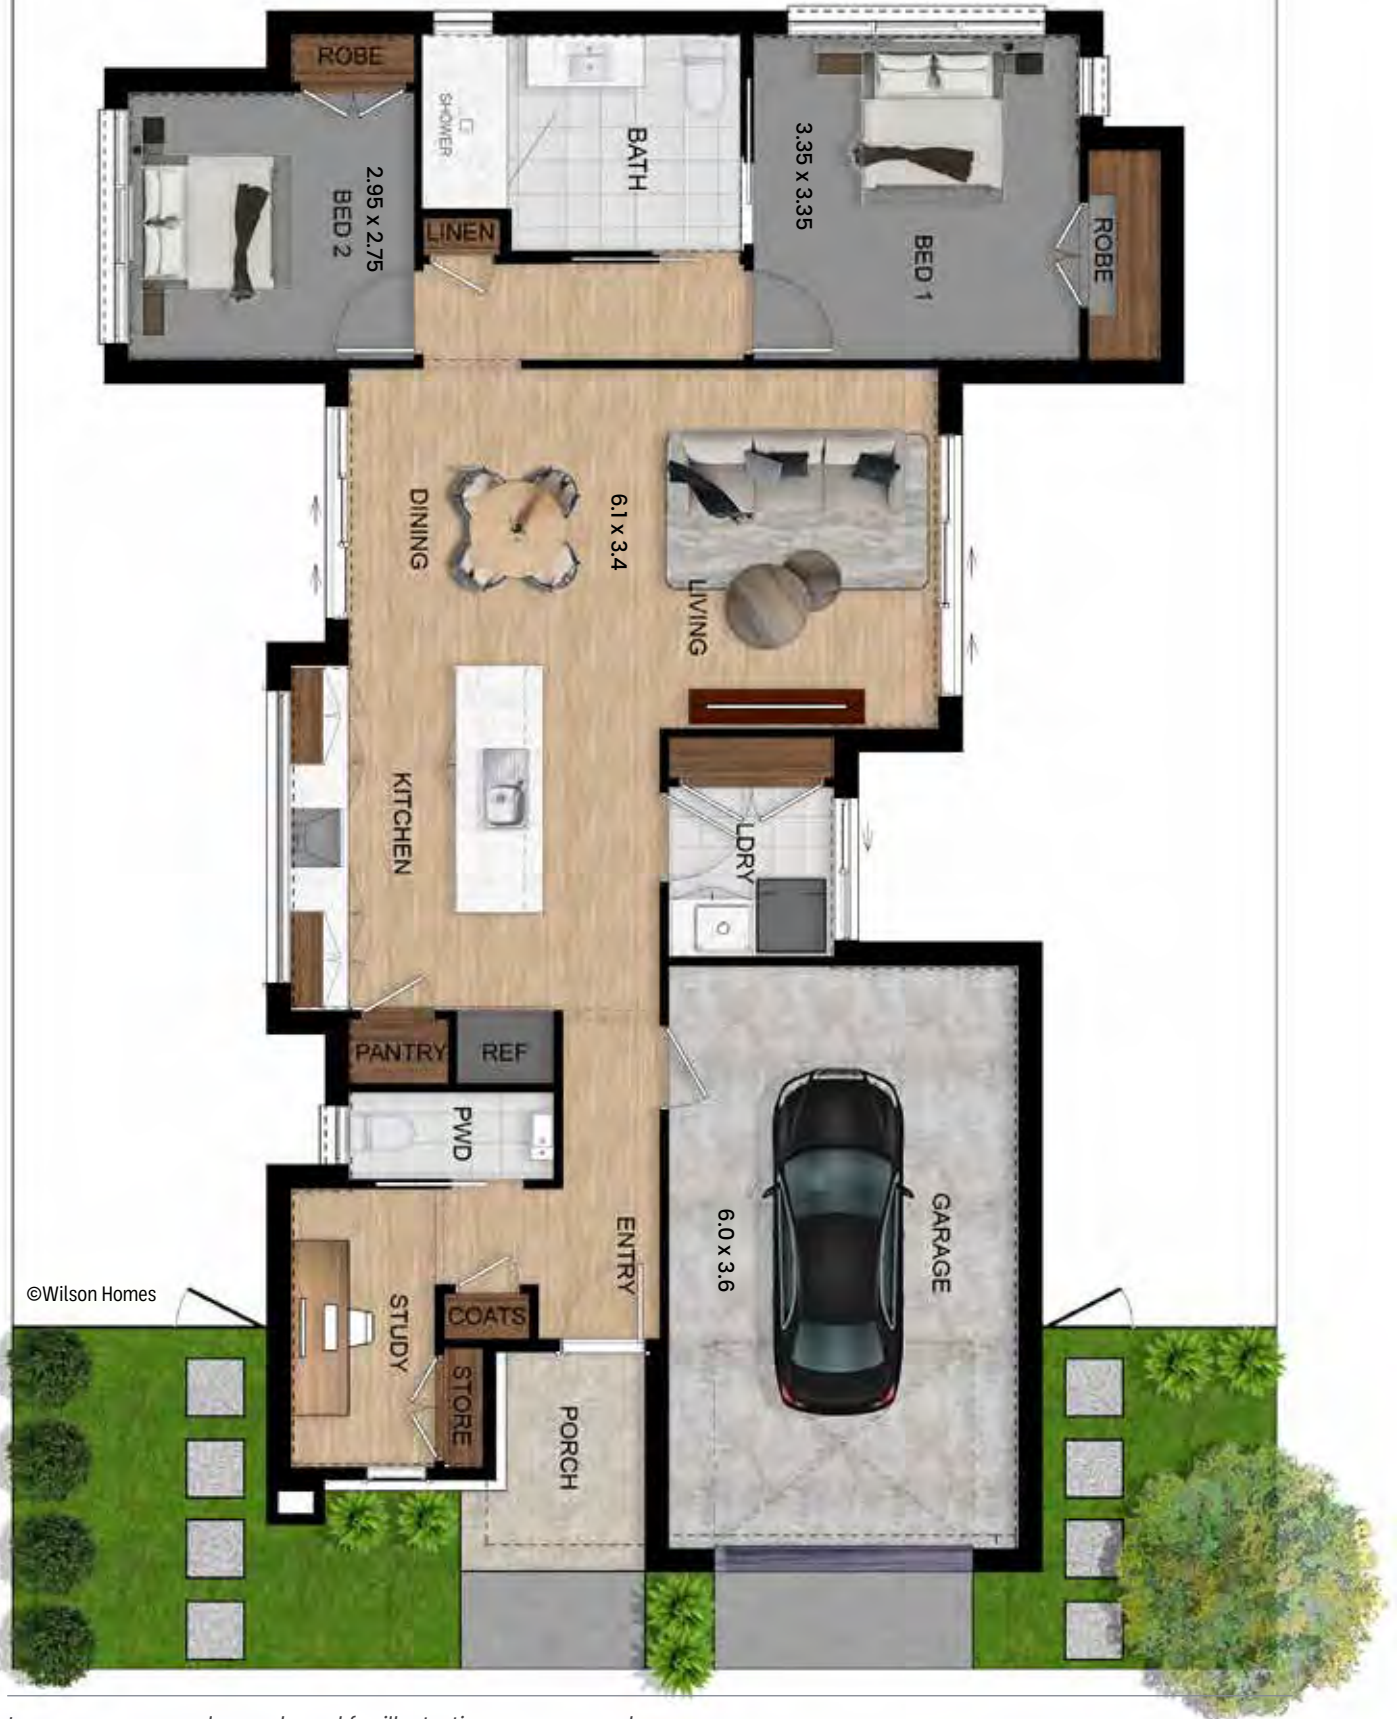 ROBE
SHOWER
BATH
3.35 x 3.35
BED 1
ROBE
2.95 x 2.75
BED 2
LINEN
DINING
6.1 x 3.4
LIVING
KITCHEN
LDRY
PANTRY
REF
PWD
ENTRY
6.0 x 3.6
GARAGE
©Wilson Homes
STUDY
COATS
STORE
PORCH